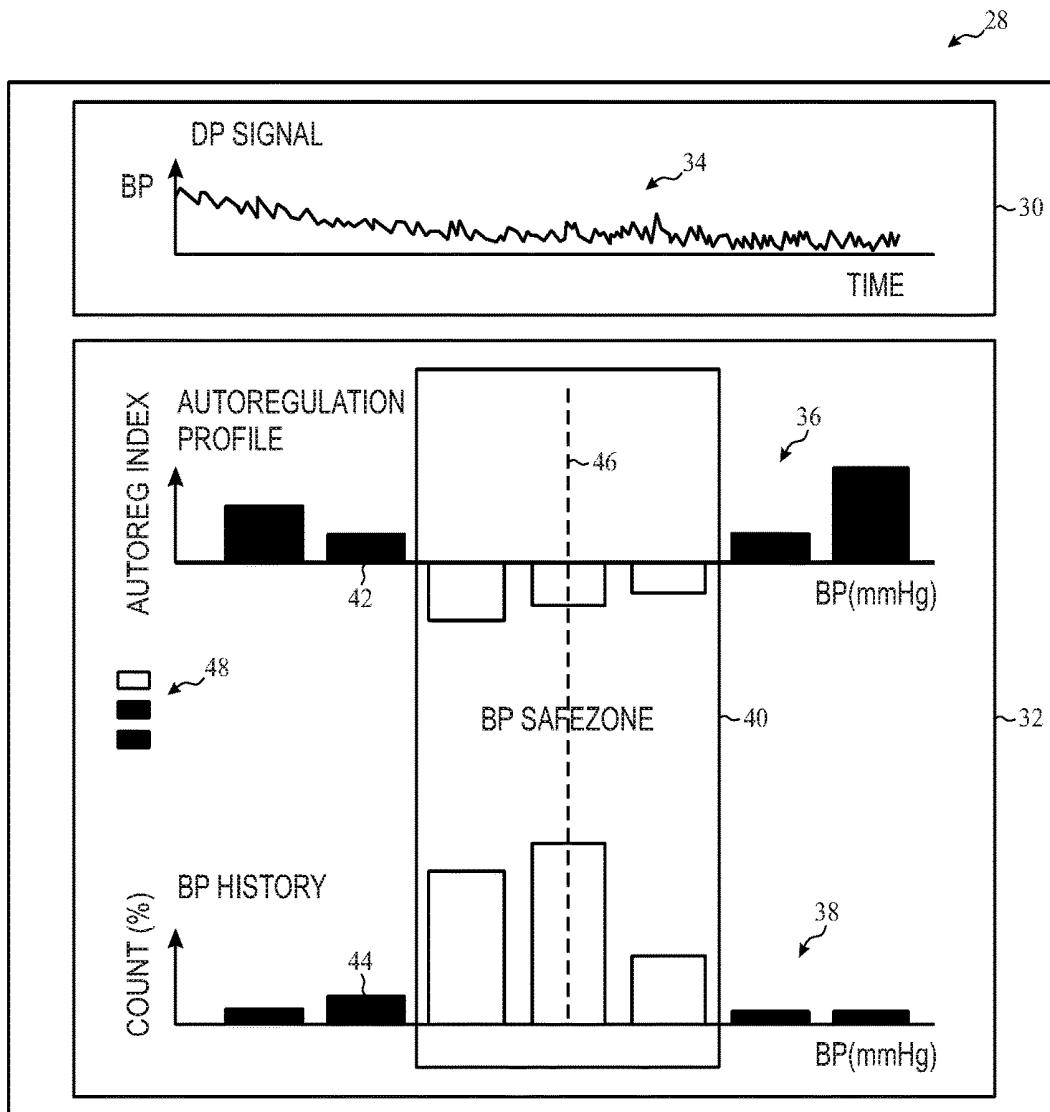 28
DP SIGNAL
BP
34
30
TIME
AUTOREG INDEX
AUTOREGULATION
PROFILE
36
46
42
BP(mmHg)
48
BP SAFEZONE
40
32
COUNT (%)
BP HISTORY
38
44
BP(mmHg)